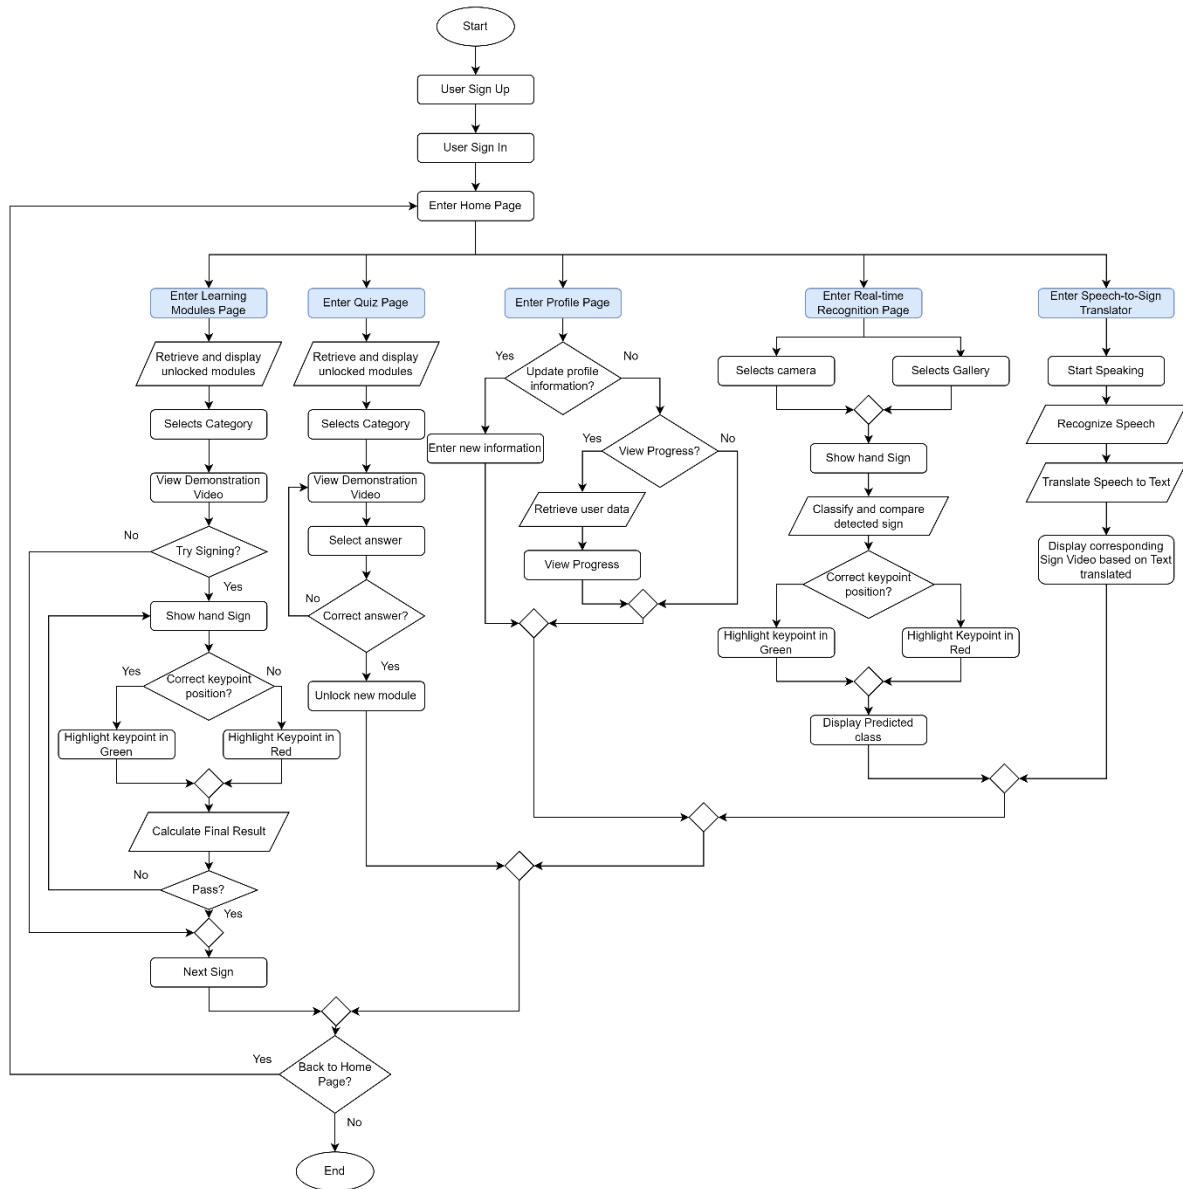 Start
User Sign Up
User Sign In
Enter Home Page
Enter Learning
Modules Page
Enter Quiz Page
Enter Profile Page
Enter Real-time
Recognition Page
Enter Speech-to-Sign
Translator
Retrieve and display
unlocked modules
Selects Category
View Demonstration
Video
No
Try Signing?
Yes
Show hand Sign
Yes
No
Correct keypoint
position?
Highlight keypoint in
Green
Highlight Keypoint in
Red
Calculate Final Result
No
Pass?
Yes
Next Sign
Retrieve and display
unlocked modules
Selects Category
View Demonstration
Video
Select answer
No
Correct answer?
Yes
Unlock new module
Yes
No
Update profile
information?
Enter new information
Yes
No
View Progress?
Retrieve user data
View Progress
Selects camera
Selects Gallery
Show hand Sign
Classify and compare
detected sign
Correct keypoint
position?
Highlight keypoint in
Green
Highlight Keypoint in
Red
Display Predicted
class
Start Speaking
Recognize Speech
Translate Speech to Text
Display corresponding
Sign Video based on Text
translated
Yes
Back to Home
Page?
No
End